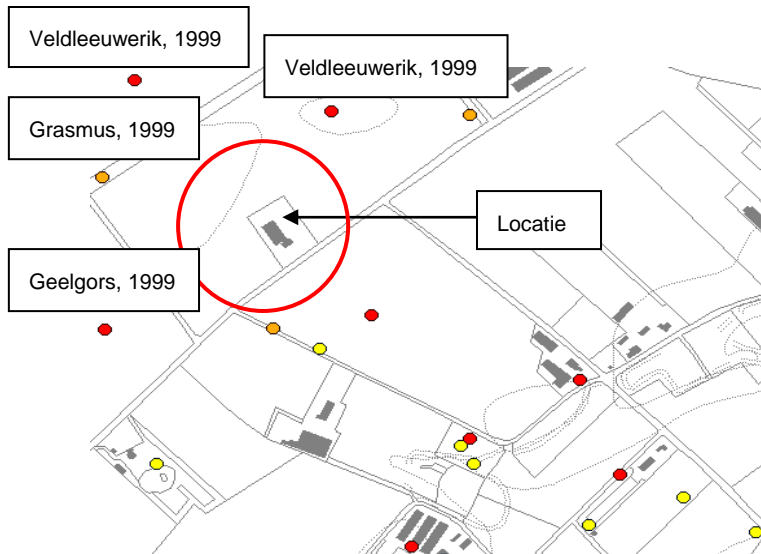 Veldleeuwerik, 1999
Veldleeuwerik, 1999
Grasmus, 1999
Locatie
Geelgors, 1999